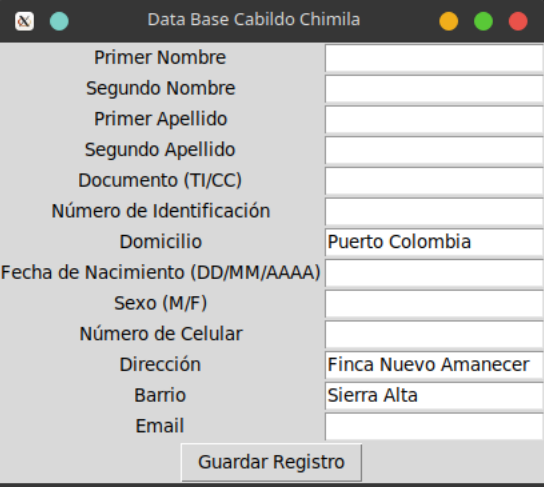 Data Base Cabildo Chimila
Primer Nombre
Segundo Nombre
Primer Apellido
Segundo Apellido
Documento (TI/CC)
Número de Identificación
Domicilio Puerto Colombia
Fecha de Nacimiento (DD/MM/AAAA)
Sexo (M/F)
Número de Celular
Dirección Finca Nuevo Amanecer
Barrio Sierra Alta
Email
Guardar Registro